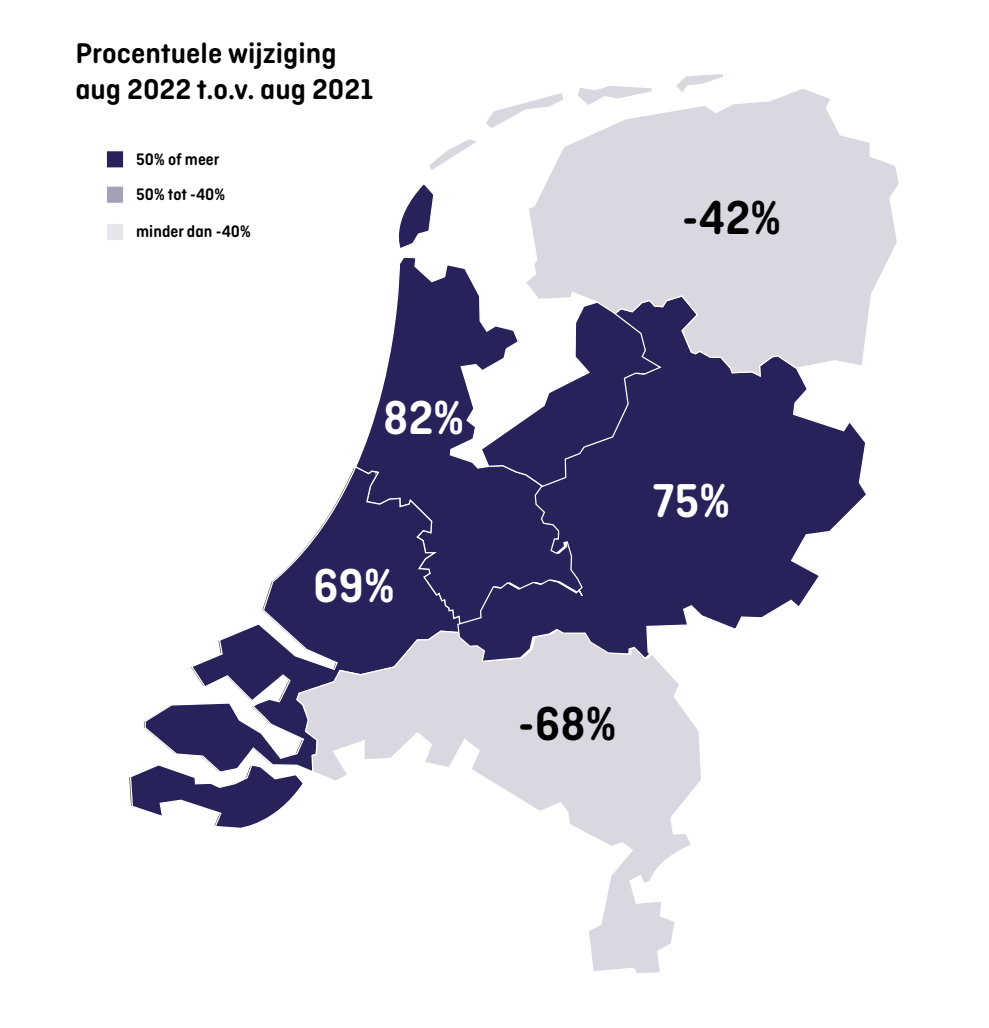 Procentuele wijziging
aug 2022 t.o.v. aug 2021
50% of meer
50% tot -40%
minder dan -40%
-42%
82%
75%
69%
-68%